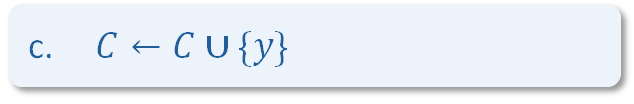 c. C ← C ∪ {y}